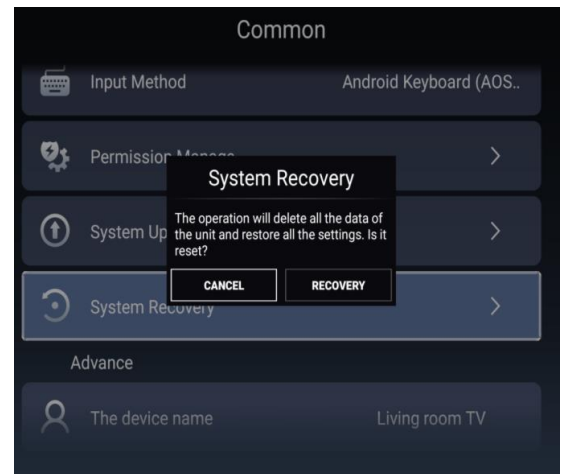 Common
Input Method
Android Keyboard (AOS..
Permission
System Recovery
The operation will delete all the data of
the unit and restore all the settings. Is it
reset?
CANCEL
RECOVERY
System Up
System Recovery
Advance
The device name
Living room TV